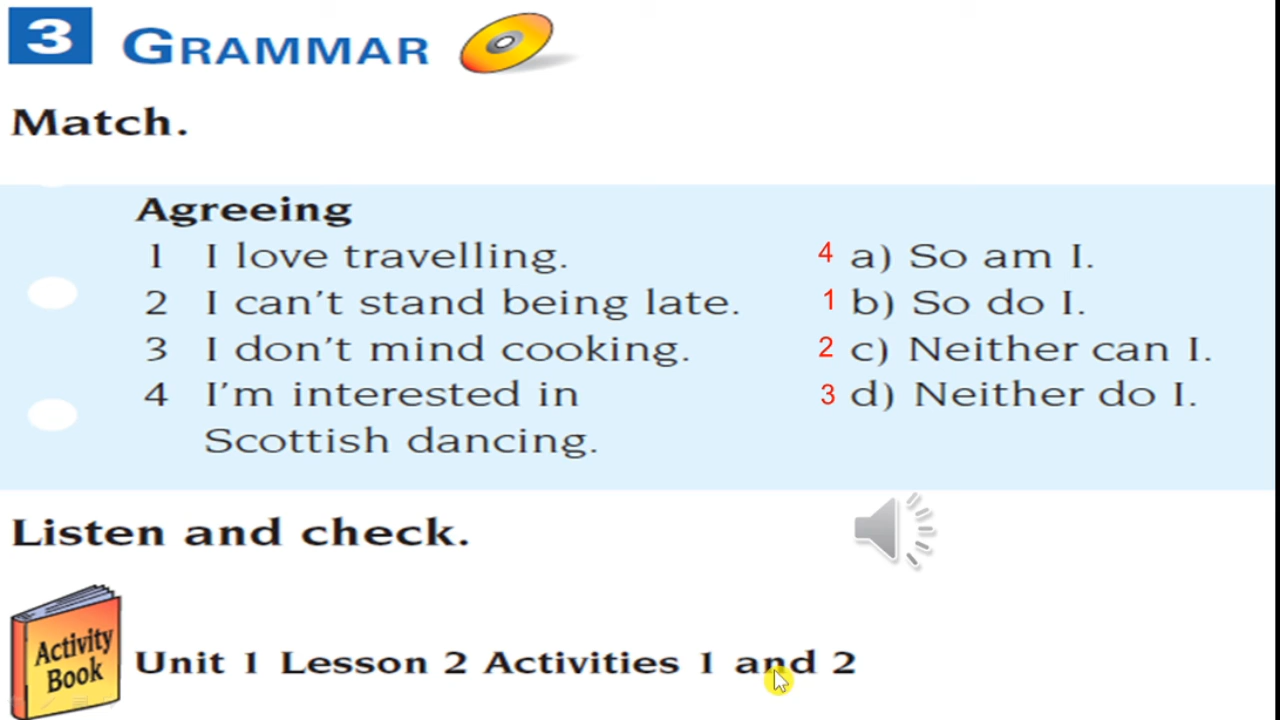 3 GRAMMAR
Match.
Agreeing
1 I love travelling. 4 a) So am I.
2 I can't stand being late. 1 b) So do I.
3 I don't mind cooking. 2 c) Neither can I.
4 I'm interested in 3 d) Neither do I.
Scottish dancing.
Listen and check.
Activity
Book
Unit 1 Lesson 2 Activities 1 and 2